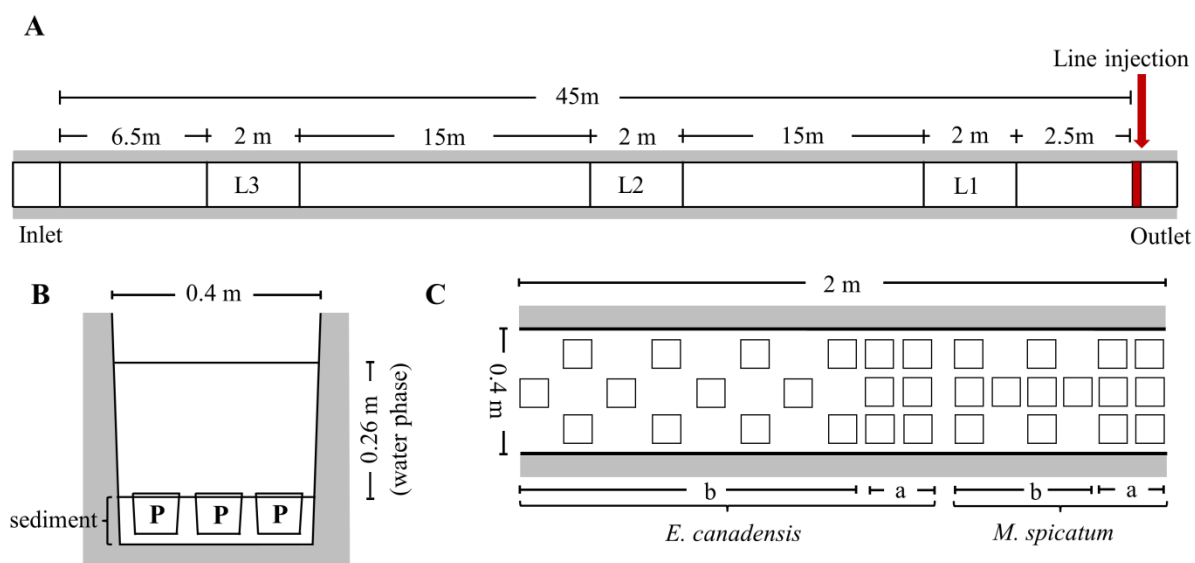 A
Line injection
45m
6.5m 2 m 15m 2 m 15m 2 m 2.5m
L3 L2 L1
Inlet Outlet
B
0.4 m
0.26 m
(water phase)
sediment
P P P
C
2 m
0.4 m
b a b a
E. canadensis M. spicatum